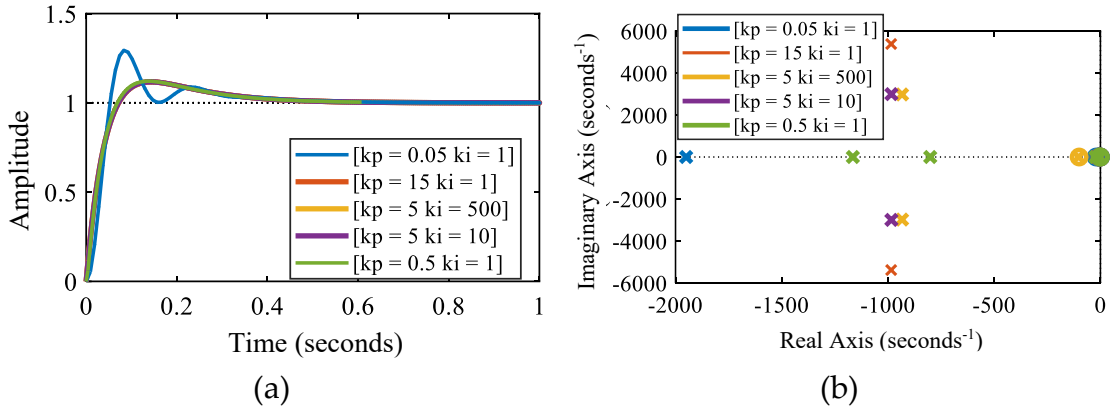 1.5
1
0.5
0
Amplitude
[kp = 0.05 ki = 1]
[kp = 15 ki = 1]
[kp = 5 ki = 500]
[kp = 5 ki = 10]
[kp = 0.5 ki = 1]
0 0.2 0.4 0.6 0.8 1
Time (seconds)
(a)
6000
4000
2000
0
-2000
-4000
-6000
Imaginary Axis (seconds⁻¹)
[kp = 0.05 ki = 1]
[kp = 15 ki = 1]
[kp = 5 ki = 500]
[kp = 5 ki = 10]
[kp = 0.5 ki = 1]
-2000 -1500 -1000 -500 0
Real Axis (seconds⁻¹)
(b)